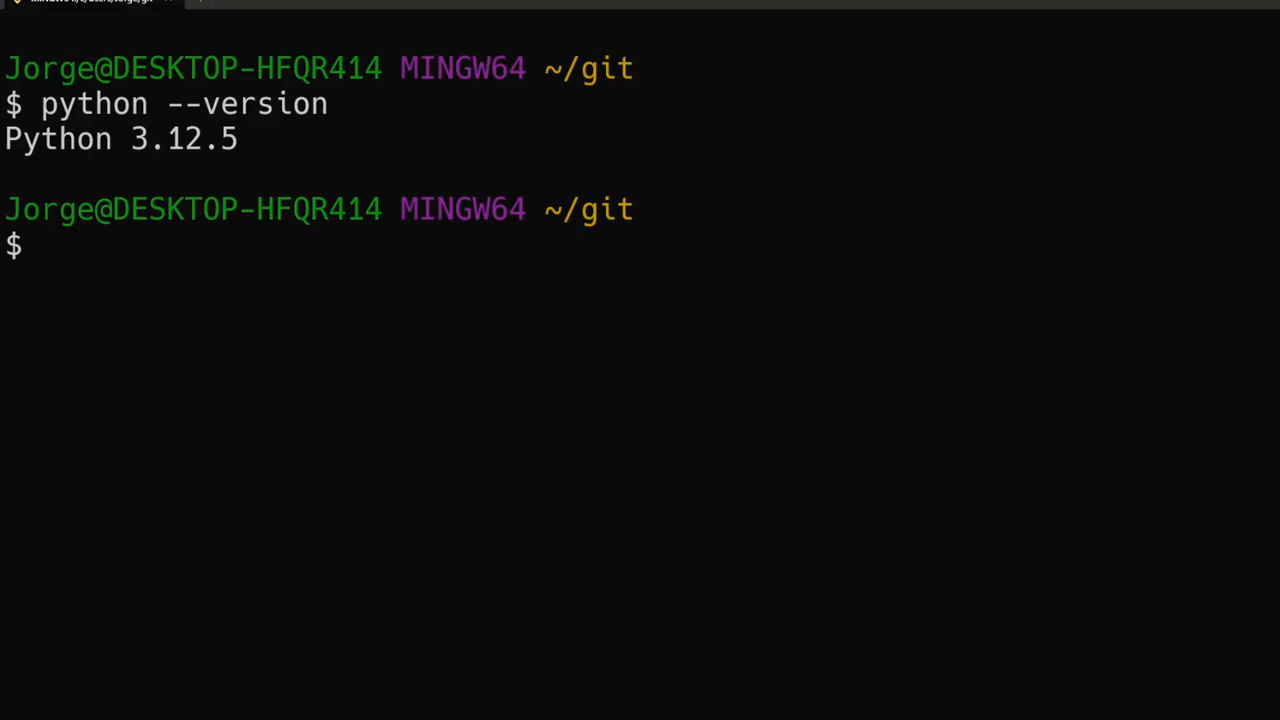 Jorge@DESKTOP-HFQR414 MINGW64 ~/git
$ python --version
Python 3.12.5
Jorge@DESKTOP-HFQR414 MINGW64 ~/git
$